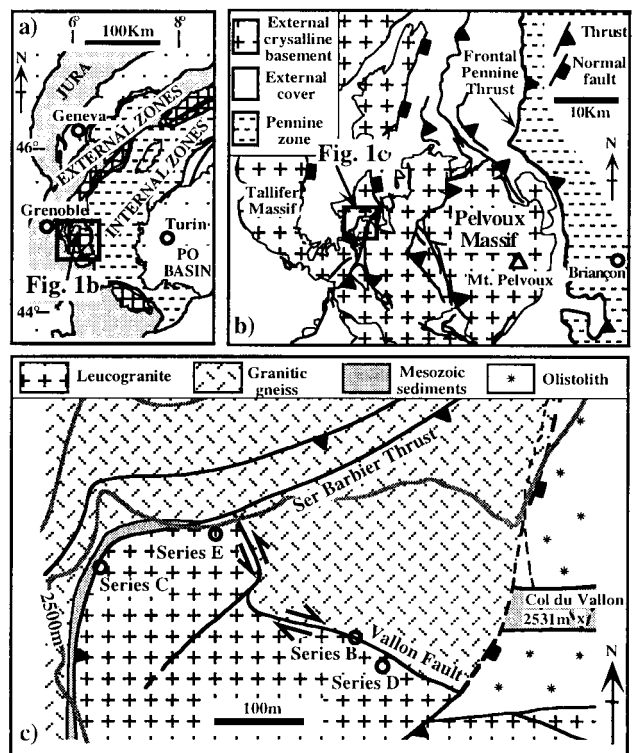 a)
6°
8°
100Km
N
JURA
Geneva
EXTERNAL ZONES
INTERNAL ZONES
46°
Grenoble
Turin
PO
BASIN
Fig. 1b
44°
b)
External
crysalline
basement
External
cover
Pennine
zone
Thrust
Normal
fault
10Km
N
Frontal
Pennine
Thrust
Fig. 1c
Tallifer
Massif
Pelvoux
Massif
Mt. Pelvoux
Briançon
Leucogranite
Granitic
gneiss
Mesozoic
sediments
Olistolith
Ser Barbier Thrust
Series E
Series C
2500m
Col du Vallon
2531m x
Vallon Fault
Series B
Series D
N
100m
c)